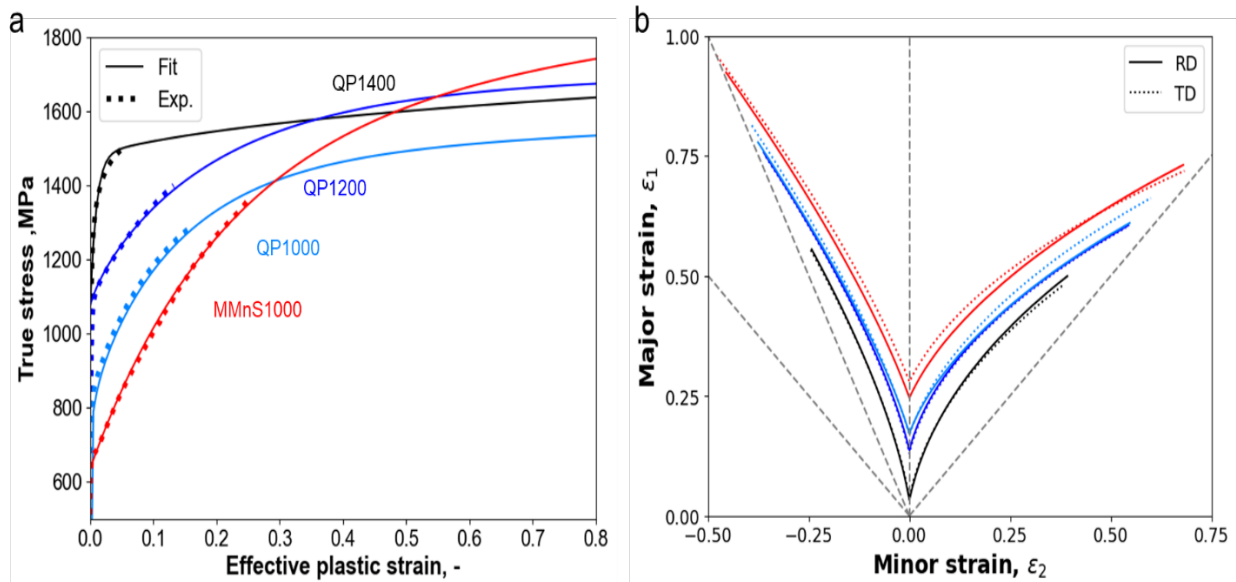 a
1800
1600
1400
1200
1000
800
600
0.0 0.1 0.2 0.3 0.4 0.5 0.6 0.7 0.8
True stress ,MPa
Effective plastic strain, -
Fit
Exp.
QP1400
QP1200
QP1000
MMnS1000
b
1.00
0.75
0.50
0.25
0.00
−0.50 −0.25 0.00 0.25 0.50 0.75
Major strain, ε₁
Minor strain, ε₂
RD
TD